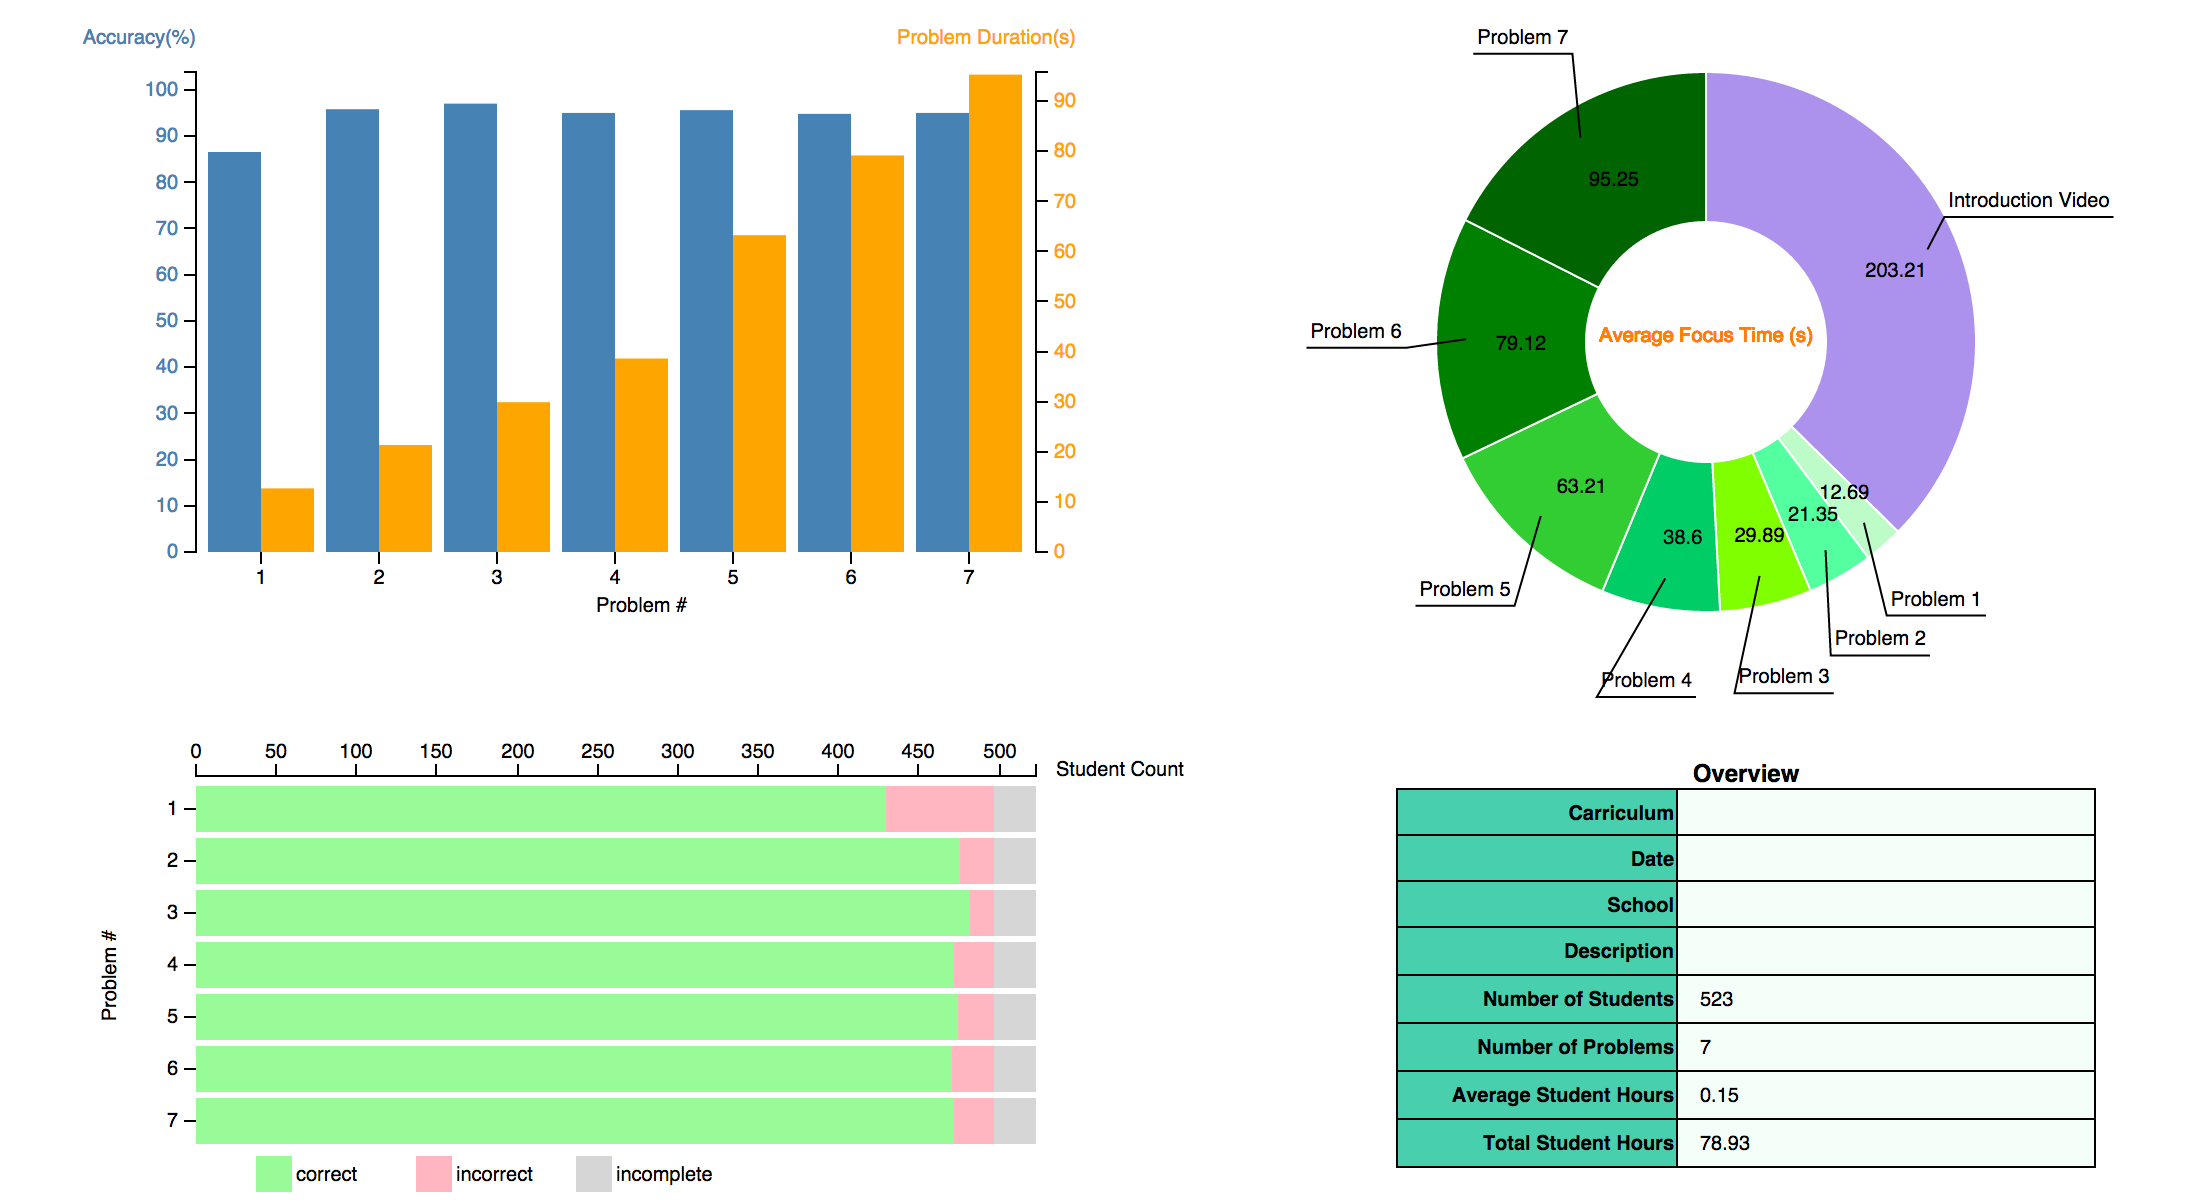 Accuracy(%)
Problem Duration(s)
100
90
80
70
60
50
40
30
20
10
0
90
80
70
60
50
40
30
20
10
0
1 2 3 4 5 6 7
Problem #
Problem 7
95.25
Introduction Video
203.21
Problem 6
79.12
Average Focus Time (s)
63.21
38.6
29.89
21.35
12.69
Problem 5
Problem 1
Problem 2
Problem 4
Problem 3
0 50 100 150 200 250 300 350 400 450 500
Student Count
1
2
3
4
5
6
7
Problem #
correct incorrect incomplete
Overview
Carriculum
Date
School
Description
Number of Students 523
Number of Problems 7
Average Student Hours 0.15
Total Student Hours 78.93